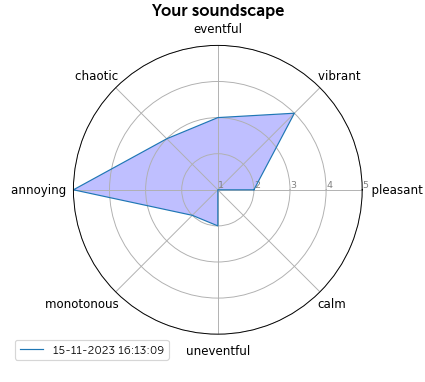 Your soundscape
eventful
chaotic
vibrant
annoying
1 2 3 4 5
pleasant
monotonous
calm
uneventful
15-11-2023 16:13:09